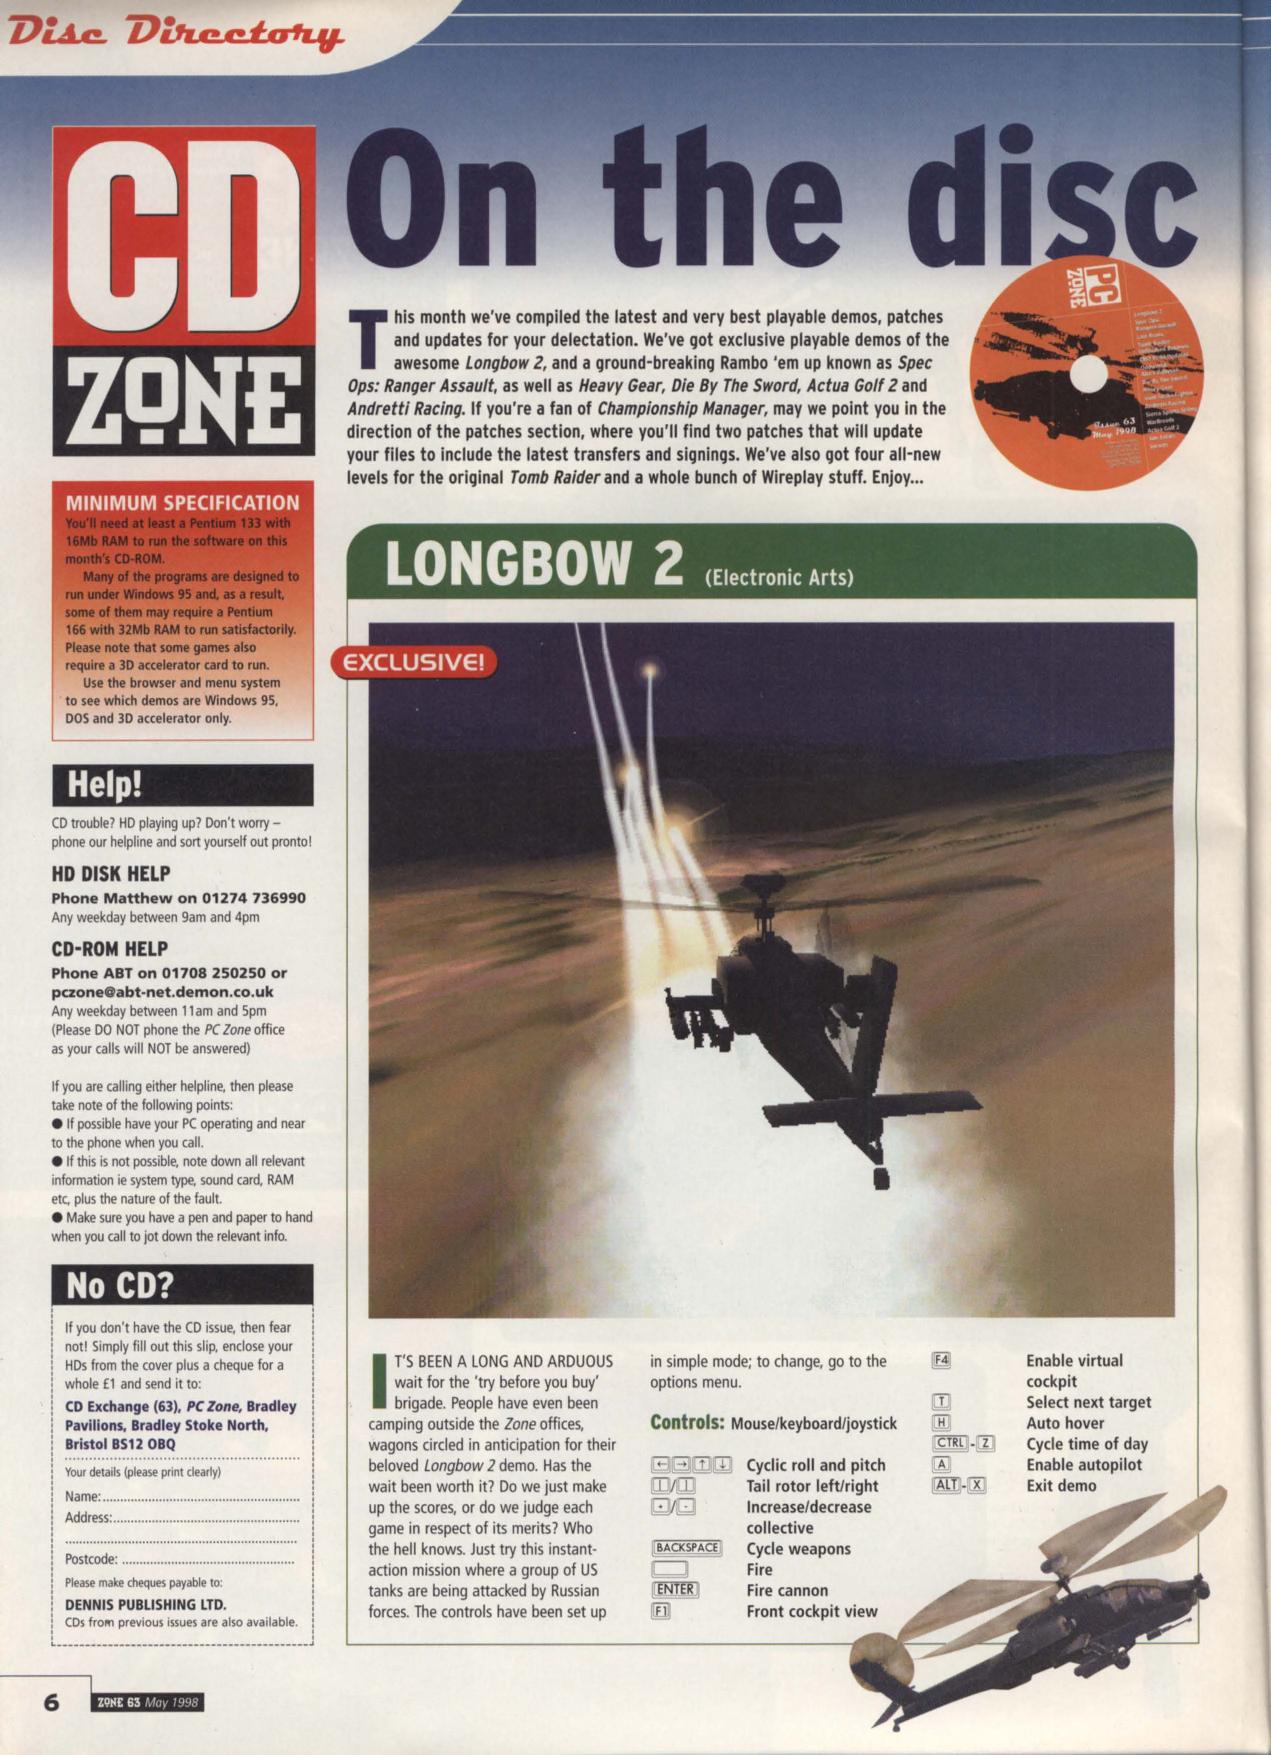 Disc Directory
CD
ZONE
On the disc
This month we've compiled the latest and very best playable demos, patches
and updates for your delectation. We've got exclusive playable demos of the
awesome Longbow 2, and a ground-breaking Rambo 'em up known as Spec
Ops: Ranger Assault, as well as Heavy Gear, Die By The Sword, Actua Golf 2 and
Andretti Racing. If you're a fan of Championship Manager, may we point you in the
direction of the patches section, where you'll find two patches that will update
your files to include the latest transfers and signings. We've also got four all-new
levels for the original Tomb Raider and a whole bunch of Wireplay stuff. Enjoy...
PC
ZONE
Longbow 2
Issue 63
May 1998
MINIMUM SPECIFICATION
You'll need at least a Pentium 133 with
16Mb RAM to run the software on this
month's CD-ROM.
Many of the programs are designed to
run under Windows 95 and, as a result,
some of them may require a Pentium
166 with 32Mb RAM to run satisfactorily.
Please note that some games also
require a 3D accelerator card to run.
Use the browser and menu system
to see which demos are Windows 95,
DOS and 3D accelerator only.
Help!
CD trouble? HD playing up? Don't worry –
phone our helpline and sort yourself out pronto!
HD DISK HELP
Phone Matthew on 01274 736990
Any weekday between 9am and 4pm
CD-ROM HELP
Phone ABT on 01708 250250 or
pczone@abt-net.demon.co.uk
Any weekday between 11am and 5pm
(Please DO NOT phone the PC Zone office
as your calls will NOT be answered)
If you are calling either helpline, then please
take note of the following points:
● If possible have your PC operating and near
to the phone when you call.
● If this is not possible, note down all relevant
information ie system type, sound card, RAM
etc, plus the nature of the fault.
● Make sure you have a pen and paper to hand
when you call to jot down the relevant info.
No CD?
If you don't have the CD issue, then fear
not! Simply fill out this slip, enclose your
HDs from the cover plus a cheque for a
whole £1 and send it to:
CD Exchange (63), PC Zone, Bradley
Pavilions, Bradley Stoke North,
Bristol BS12 OBQ
Your details (please print clearly)
Name:
Address:
Postcode:
Please make cheques payable to:
DENNIS PUBLISHING LTD.
CDs from previous issues are also available.
LONGBOW 2 (Electronic Arts)
EXCLUSIVE!
IT'S BEEN A LONG AND ARDUOUS
wait for the 'try before you buy'
brigade. People have even been
camping outside the Zone offices,
wagons circled in anticipation for their
beloved Longbow 2 demo. Has the
wait been worth it? Do we just make
up the scores, or do we judge each
game in respect of its merits? Who
the hell knows. Just try this instant-
action mission where a group of US
tanks are being attacked by Russian
forces. The controls have been set up
in simple mode; to change, go to the
options menu.
Controls: Mouse/keyboard/joystick
←→↑↓ Cyclic roll and pitch
[]/[] Tail rotor left/right
+/- Increase/decrease
collective
BACKSPACE Cycle weapons
Fire
ENTER Fire cannon
F1 Front cockpit view
F4 Enable virtual
cockpit
T Select next target
H Auto hover
CTRL-Z Cycle time of day
A Enable autopilot
ALT-X Exit demo
6 ZONE 63 May 1998